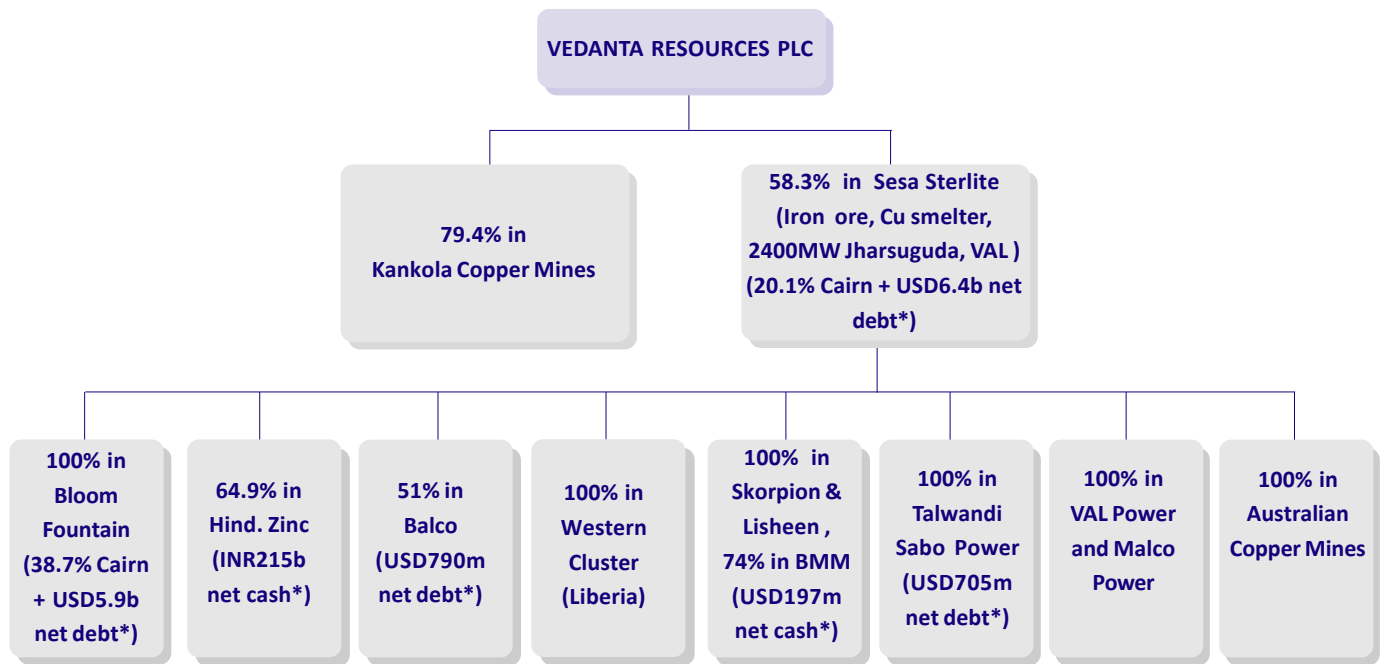 VEDANTA RESOURCES PLC
79.4% in
Kankola Copper Mines
58.3% in Sesa Sterlite
(Iron ore, Cu smelter,
2400MW Jharsuguda, VAL )
(20.1% Cairn + USD6.4b net
debt*)
100% in
Bloom
Fountain
(38.7% Cairn
+ USD5.9b
net debt*)
64.9% in
Hind. Zinc
(INR215b
net cash*)
51% in
Balco
(USD790m
net debt*)
100% in
Western
Cluster
(Liberia)
100% in
Skorpion &
Lisheen ,
74% in BMM
(USD197m
net cash*)
100% in
Talwandi
Sabo Power
(USD705m
net debt*)
100% in
VAL Power
and Malco
Power
100% in
Australian
Copper Mines